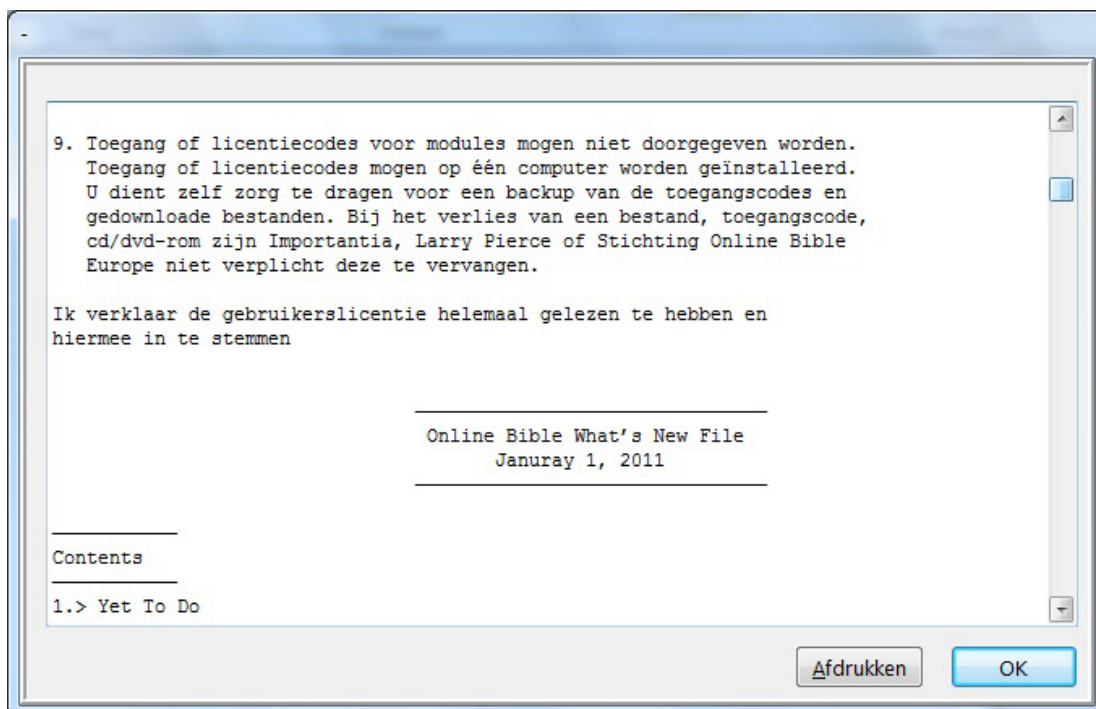 -
9. Toegang of licentiecodes voor modules mogen niet doorgegeven worden.
Toegang of licentiecodes mogen op één computer worden geïnstalleerd.
U dient zelf zorg te dragen voor een backup van de toegangscodes en
gedownloade bestanden. Bij het verlies van een bestand, toegangscode,
cd/dvd-rom zijn Importantia, Larry Pierce of Stichting Online Bible
Europe niet verplicht deze te vervangen.
Ik verklaar de gebruikerslicentie helemaal gelezen te hebben en
hiermee in te stemmen
Online Bible What's New File
Januray 1, 2011
Contents
1.> Yet To Do
Afdrukken
OK